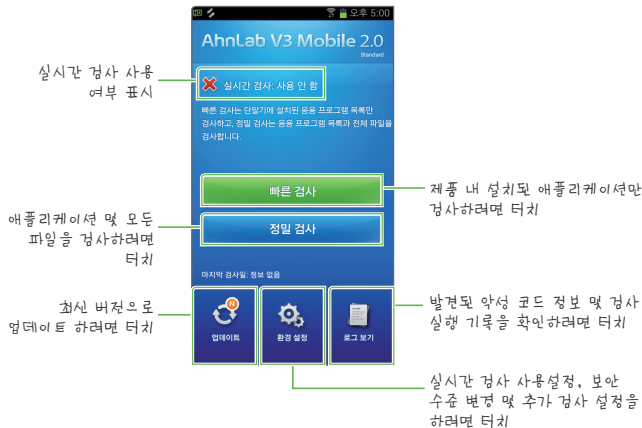 오후 5:00
AhnLab V3 Mobile 2.0
Standard
실시간 검사 사용
여부 표시
실시간 검사: 사용 안 함
빠른 검사는 단말기에 설치된 응용 프로그램 목록만
검사하고, 정밀 검사는 응용 프로그램 목록과 전체 파일을
검사합니다.
빠른 검사
제품 내 설치된 애플리케이션만
검사하려면 터치
정밀 검사
애플리케이션 및 모든
파일을 검사하려면
터치
마지막 검사일: 정보 없음
최신 버전으로
업데이트 하려면 터치
N
업데이트
환경 설정
로그 보기
발견된 악성 코드 정보 및 검사
실행 기록을 확인하려면 터치
실시간 검사 사용설정, 보안
수준 변경 및 추가 검사 설정을
하려면 터치